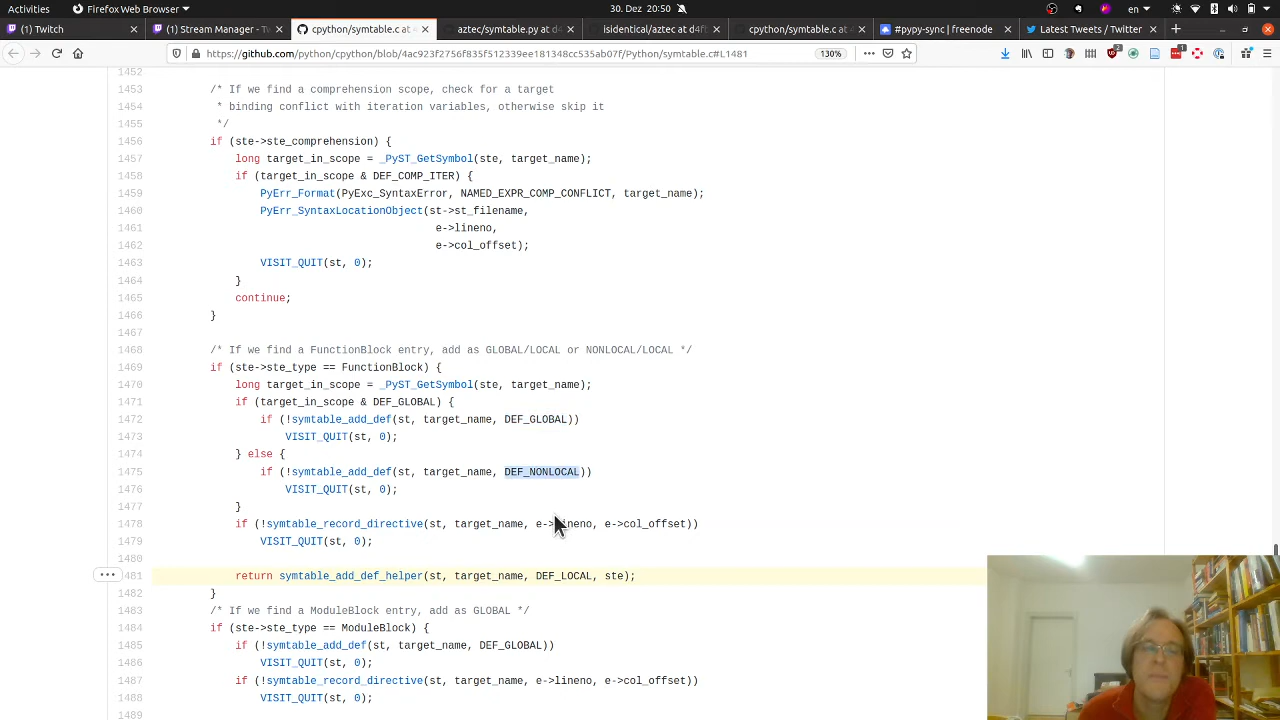 Activities
Firefox Web Browser
30. Dez 20:50
en
(1) Twitch
(1) Stream Manager - Tw
cpython/symtable.c at 4
aztec/symtable.py at d4
isidentical/aztec at d4fb
cpython/symtable.c at 4
#pypy-sync | freenode
Latest Tweets / Twitter
https://github.com/python/cpython/blob/4ac923f2756f835f512339ee181348cc535ab07f/Python/symtable.c#L1481
130%
1452
1453 /* If we find a comprehension scope, check for a target
1454 * binding conflict with iteration variables, otherwise skip it
1455 */
1456 if (ste->ste_comprehension) {
1457 long target_in_scope = _PyST_GetSymbol(ste, target_name);
1458 if (target_in_scope & DEF_COMP_ITER) {
1459 PyErr_Format(PyExc_SyntaxError, NAMED_EXPR_COMP_CONFLICT, target_name);
1460 PyErr_SyntaxLocationObject(st->st_filename,
1461 e->lineno,
1462 e->col_offset);
1463 VISIT_QUIT(st, 0);
1464 }
1465 continue;
1466 }
1467
1468 /* If we find a FunctionBlock entry, add as GLOBAL/LOCAL or NONLOCAL/LOCAL */
1469 if (ste->ste_type == FunctionBlock) {
1470 long target_in_scope = _PyST_GetSymbol(ste, target_name);
1471 if (target_in_scope & DEF_GLOBAL) {
1472 if (!symtable_add_def(st, target_name, DEF_GLOBAL))
1473 VISIT_QUIT(st, 0);
1474 } else {
1475 if (!symtable_add_def(st, target_name, DEF_NONLOCAL))
1476 VISIT_QUIT(st, 0);
1477 }
1478 if (!symtable_record_directive(st, target_name, e->lineno, e->col_offset))
1479 VISIT_QUIT(st, 0);
1480
481 return symtable_add_def_helper(st, target_name, DEF_LOCAL, ste);
1482 }
1483 /* If we find a ModuleBlock entry, add as GLOBAL */
1484 if (ste->ste_type == ModuleBlock) {
1485 if (!symtable_add_def(st, target_name, DEF_GLOBAL))
1486 VISIT_QUIT(st, 0);
1487 if (!symtable_record_directive(st, target_name, e->lineno, e->col_offset))
1488 VISIT_QUIT(st, 0);
1489